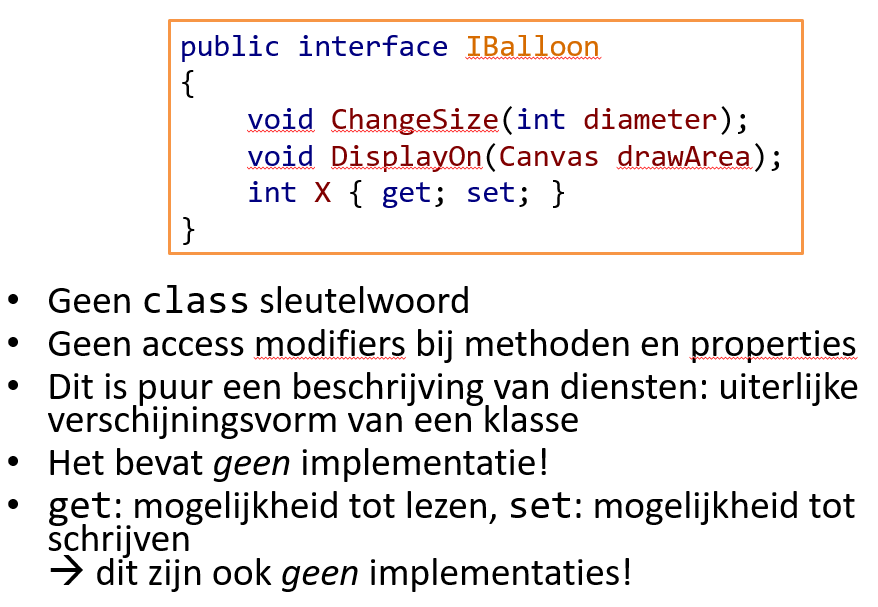 public interface IBalloon
{
void ChangeSize(int diameter);
void DisplayOn(Canvas drawArea);
int X { get; set; }
}
• Geen class sleutelwoord
• Geen access modifiers bij methoden en properties
• Dit is puur een beschrijving van diensten: uiterlijke
verschijningsvorm van een klasse
• Het bevat geen implementatie!
• get: mogelijkheid tot lezen, set: mogelijkheid tot
schrijven
→ dit zijn ook geen implementaties!